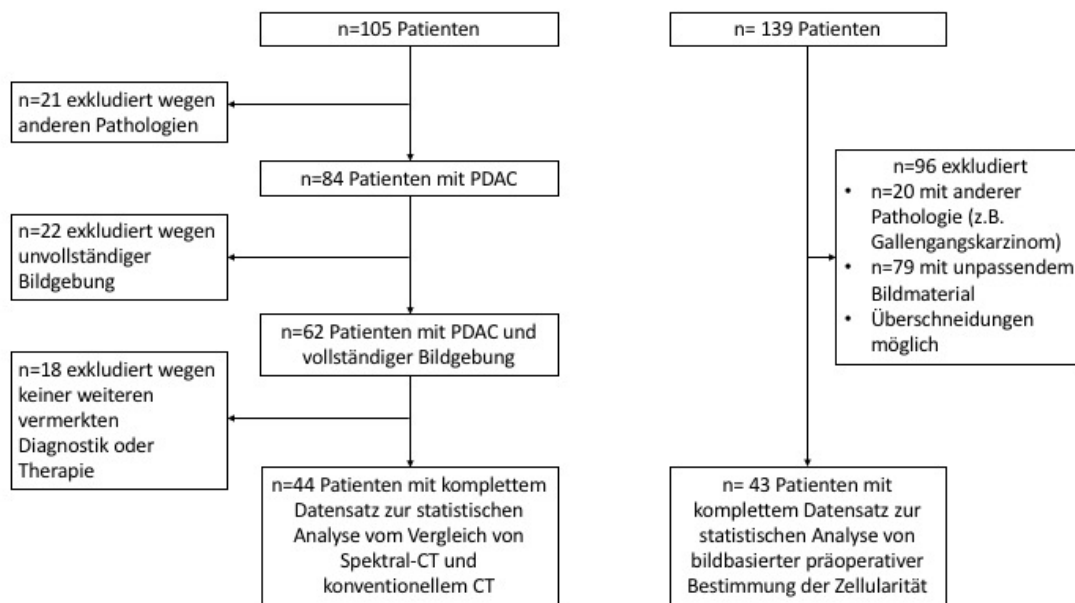 n=105 Patienten
n=21 exkludiert wegen
anderen Pathologien
n=84 Patienten mit PDAC
n=22 exkludiert wegen
unvollständiger
Bildgebung
n=62 Patienten mit PDAC und
vollständiger Bildgebung
n=18 exkludiert wegen
keiner weiteren
vermerkten
Diagnostik oder
Therapie
n=44 Patienten mit komplettem
Datensatz zur statistischen
Analyse vom Vergleich von
Spektral-CT und
konventionellem CT
n= 139 Patienten
n=96 exkludiert
• n=20 mit anderer
Pathologie (z.B.
Gallengangskarzinom)
• n=79 mit unpassendem
Bildmaterial
• Überschneidungen
möglich
n= 43 Patienten mit
komplettem Datensatz zur
statistischen Analyse von
bildbasierter präoperativer
Bestimmung der Zellularität